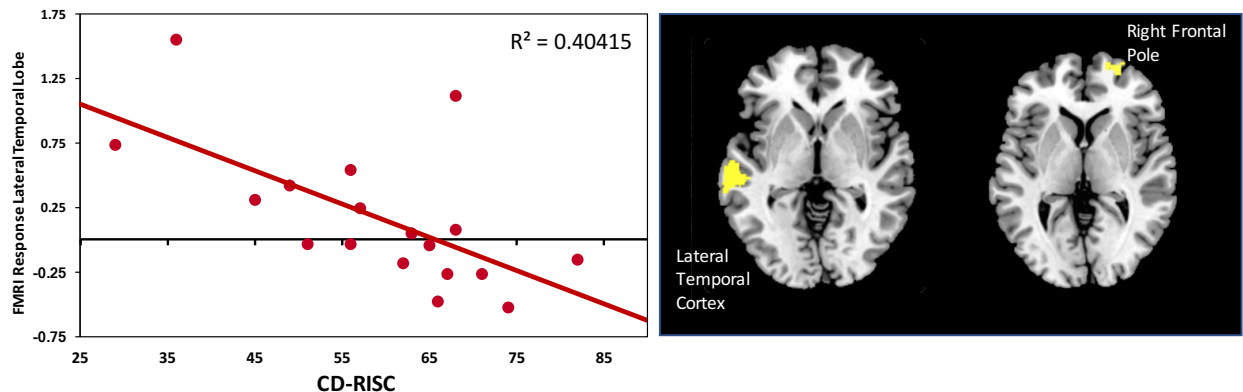 1.75
1.25
0.75
0.25
-0.25
-0.75
FMRI Response Lateral Temporal Lobe
R² = 0.40415
25 35 45 55 65 75 85
CD-RISC
Right Frontal
Pole
Lateral
Temporal
Cortex